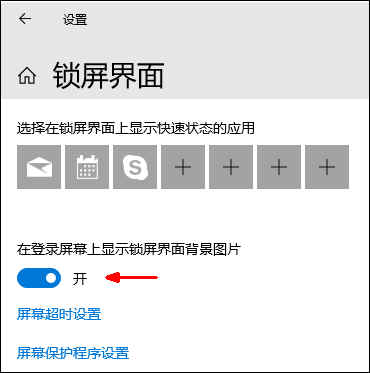 设置
锁屏界面
选择在锁屏界面上显示快速状态的应用
在登录屏幕上显示锁屏界面背景图片
开
屏幕超时设置
屏幕保护程序设置